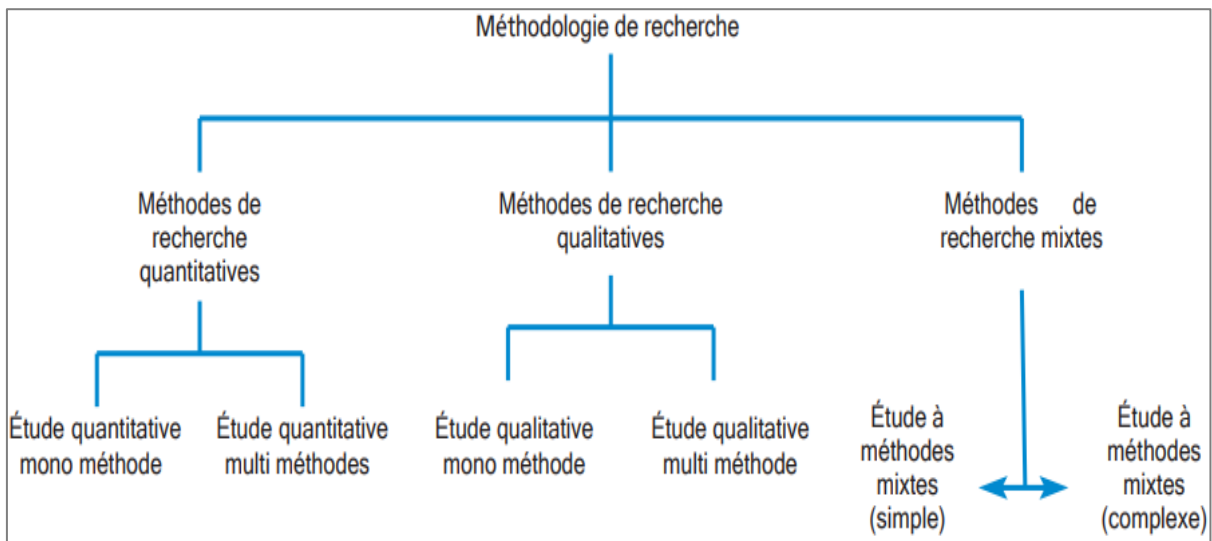 Méthodologie de recherche
Méthodes de
recherche
quantitatives
Méthodes de recherche
qualitatives
Méthodes de
recherche mixtes
Étude quantitative
mono méthode
Étude quantitative
multi méthodes
Étude qualitative
mono méthode
Étude qualitative
multi méthode
Étude à
méthodes
mixtes
(simple)
Étude à
méthodes
mixtes
(complexe)